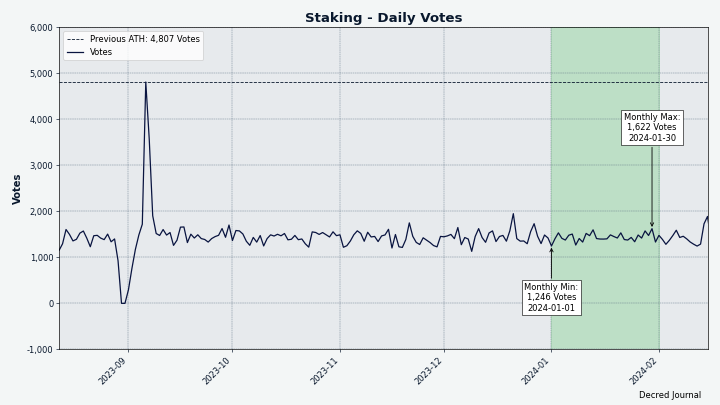 Staking - Daily Votes
Previous ATH: 4,807 Votes
Votes
6,000
5,000
4,000
3,000
2,000
1,000
0
-1,000
Votes
Monthly Max:
1,622 Votes
2024-01-30
Monthly Min:
1,246 Votes
2024-01-01
2023-09
2023-10
2023-11
2023-12
2024-01
2024-02
Decred Journal